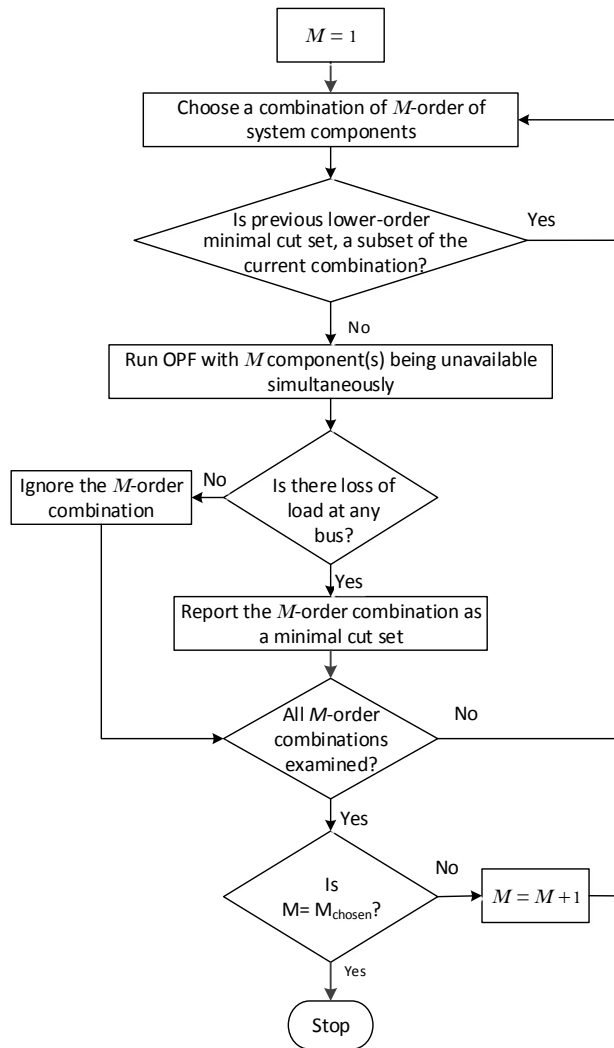 M = 1
Choose a combination of M-order of
system components
Is previous lower-order
minimal cut set, a subset of the
current combination?
Yes
No
Run OPF with M component(s) being unavailable
simultaneously
Ignore the M-order
combination
No
Is there loss of
load at any
bus?
Yes
Report the M-order combination as
a minimal cut set
All M-order
combinations
examined?
No
Yes
Is
M= Mchosen?
No
M = M+1
Yes
Stop